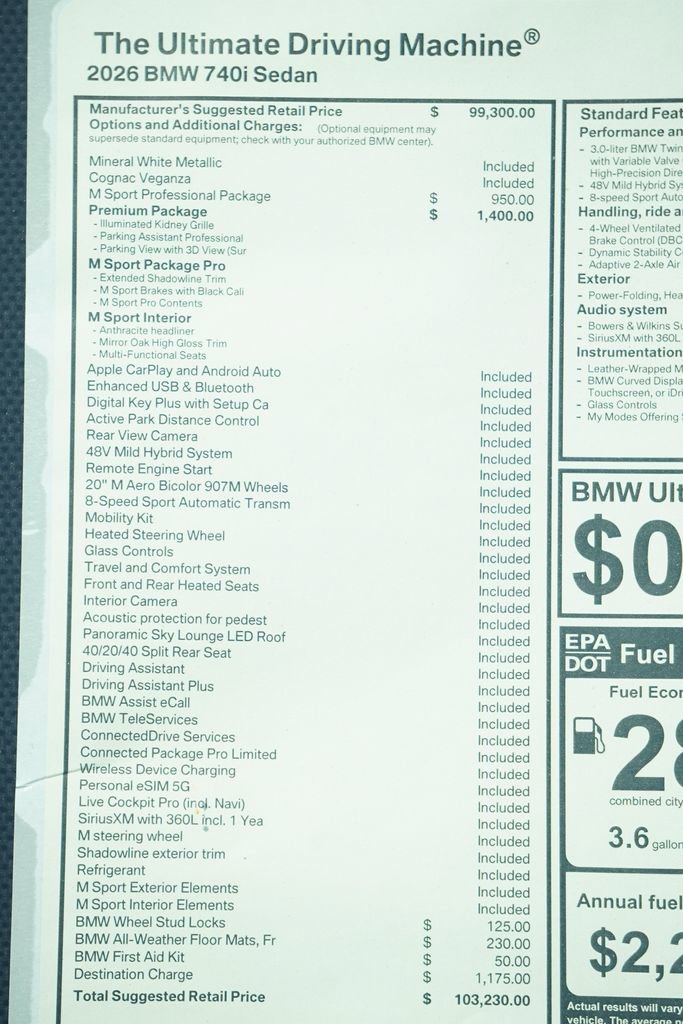 The Ultimate Driving Machine®
2026 BMW 740i Sedan
Manufacturer's Suggested Retail Price $ 99,300.00
Options and Additional Charges: (Optional equipment may
supersede standard equipment; check with your authorized BMW center).
Mineral White Metallic Included
Cognac Veganza Included
M Sport Professional Package $ 950.00
Premium Package $ 1,400.00
- Illuminated Kidney Grille
- Parking Assistant Professional
- Parking View with 3D View (Sur
M Sport Package Pro
- Extended Shadowline Trim
- M Sport Brakes with Black Cali
- M Sport Pro Contents
M Sport Interior
- Anthracite headliner
- Mirror Oak High Gloss Trim
- Multi-Functional Seats
Apple CarPlay and Android Auto Included
Enhanced USB & Bluetooth Included
Digital Key Plus with Setup Ca Included
Active Park Distance Control Included
Rear View Camera Included
48V Mild Hybrid System Included
Remote Engine Start Included
20" M Aero Bicolor 907M Wheels Included
8-Speed Sport Automatic Transm Included
Mobility Kit Included
Heated Steering Wheel Included
Glass Controls Included
Travel and Comfort System Included
Front and Rear Heated Seats Included
Interior Camera Included
Acoustic protection for pedest Included
Panoramic Sky Lounge LED Roof Included
40/20/40 Split Rear Seat Included
Driving Assistant Included
Driving Assistant Plus Included
BMW Assist eCall Included
BMW TeleServices Included
ConnectedDrive Services Included
Connected Package Pro Limited Included
Wireless Device Charging Included
Personal eSIM 5G Included
Live Cockpit Pro (incl. Navi) Included
SiriusXM with 360L incl. 1 Yea Included
M steering wheel Included
Shadowline exterior trim Included
Refrigerant Included
M Sport Exterior Elements Included
M Sport Interior Elements Included
BMW Wheel Stud Locks $ 125.00
BMW All-Weather Floor Mats, Fr $ 230.00
BMW First Aid Kit $ 50.00
Destination Charge $ 1,175.00
Total Suggested Retail Price $ 103,230.00
Standard Feat
Performance an
- 3.0-liter BMW Twin
with Variable Valve
High-Precision Dire
- 48V Mild Hybrid Sys
- 8-speed Sport Auto
Handling, ride a
- 4-Wheel Ventilated
Brake Control (DBC
- Dynamic Stability C
- Adaptive 2-Axle Air
Exterior
- Power-Folding, Hea
Audio system
- Bowers & Wilkins Su
- SiriusXM with 360L
Instrumentation
- Leather-Wrapped M
- BMW Curved Displa
Touchscreen, or iDri
- Glass Controls
- My Modes Offering
BMW Ult
$0
EPA
DOT Fuel
Fuel Econ
28
combined city
3.6 gallon
Annual fuel
$2,2
Actual results will vary
vehicle. The average n